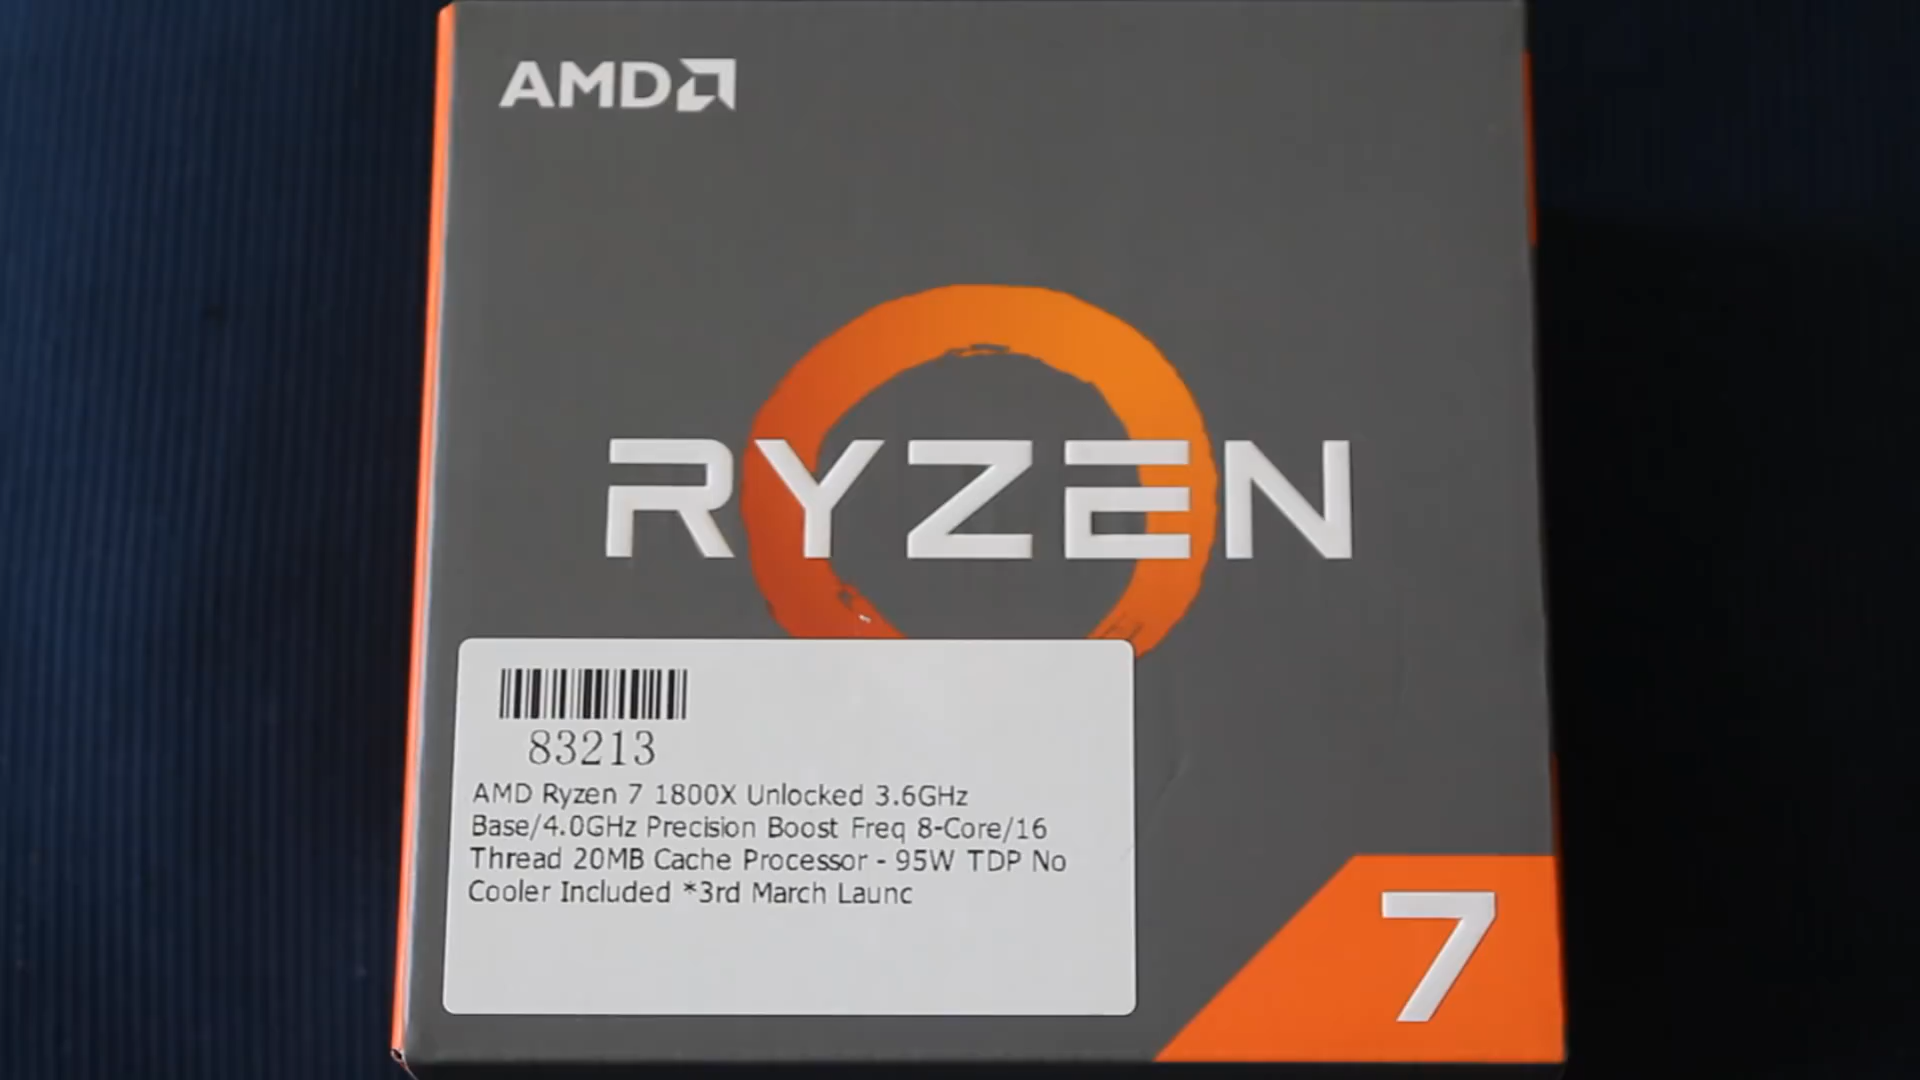 AMD
RYZEN
83213
AMD Ryzen 7 1800X Unlocked 3.6GHz
Base/4.0GHz Precision Boost Freq 8-Core/16
Thread 20MB Cache Processor - 95W TDP No
Cooler Included *3rd March Launc
7